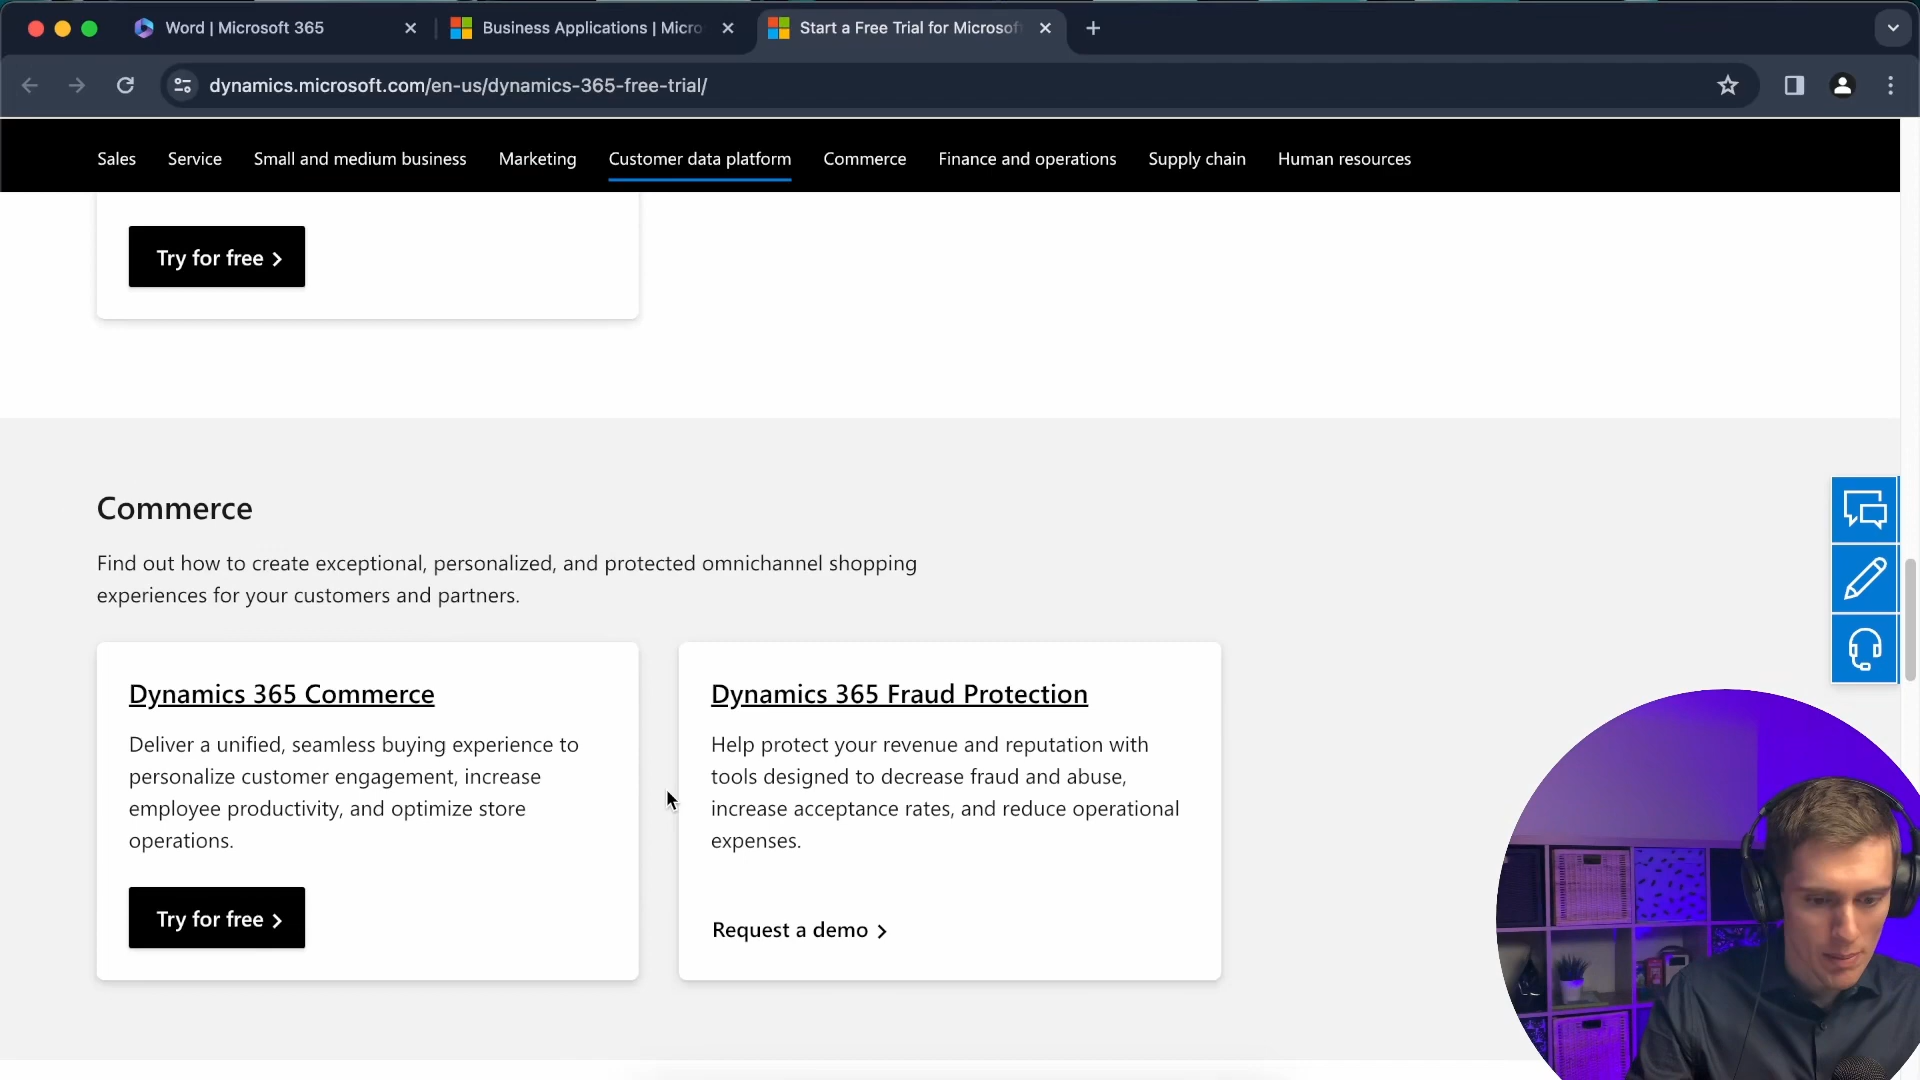 Word | Microsoft 365
Business Applications | Micro
Start a Free Trial for Microsof
dynamics.microsoft.com/en-us/dynamics-365-free-trial/
Sales Service Small and medium business Marketing Customer data platform Commerce Finance and operations Supply chain Human resources
Try for free
Commerce
Find out how to create exceptional, personalized, and protected omnichannel shopping
experiences for your customers and partners.
Dynamics 365 Commerce
Deliver a unified, seamless buying experience to
personalize customer engagement, increase
employee productivity, and optimize store
operations.
Try for free
Dynamics 365 Fraud Protection
Help protect your revenue and reputation with
tools designed to decrease fraud and abuse,
increase acceptance rates, and reduce operational
expenses.
Request a demo